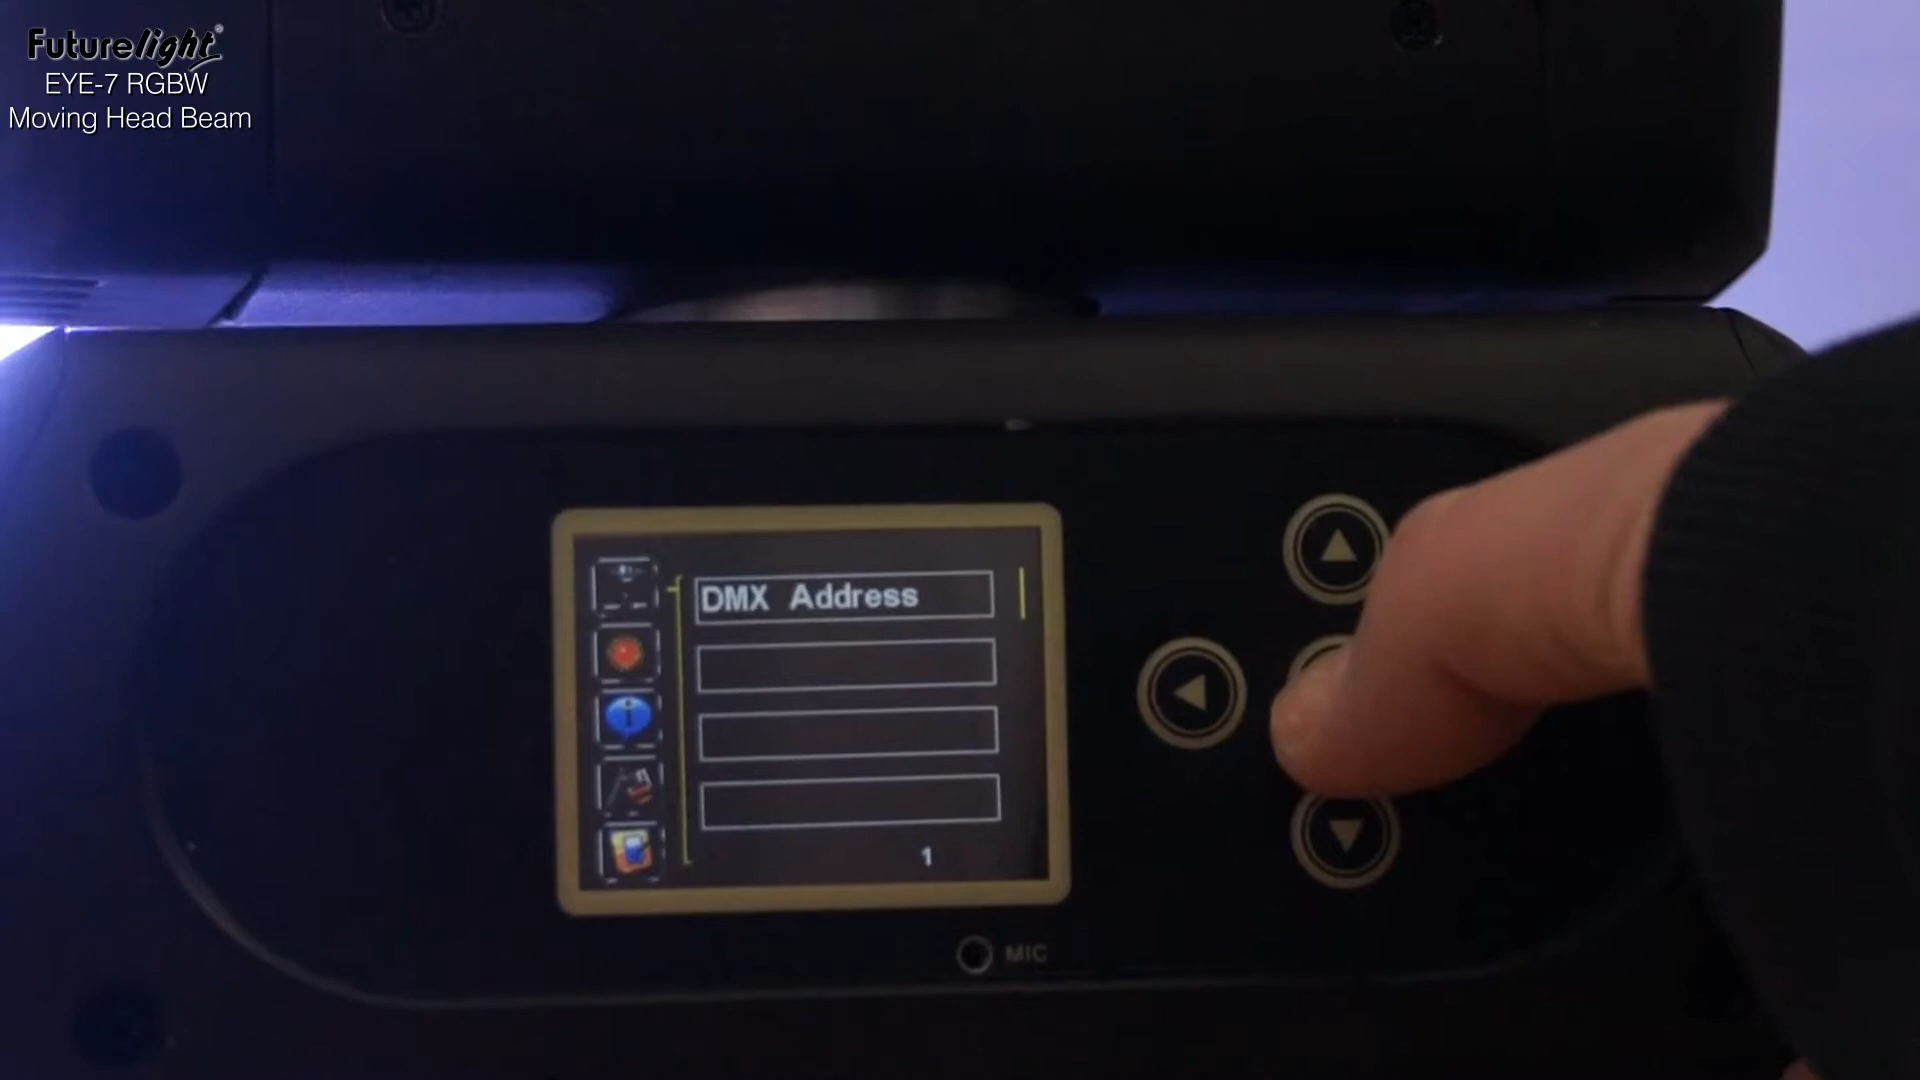 Futurelight®
EYE-7 RGBW
Moving Head Beam
DMX Address
1
MIC